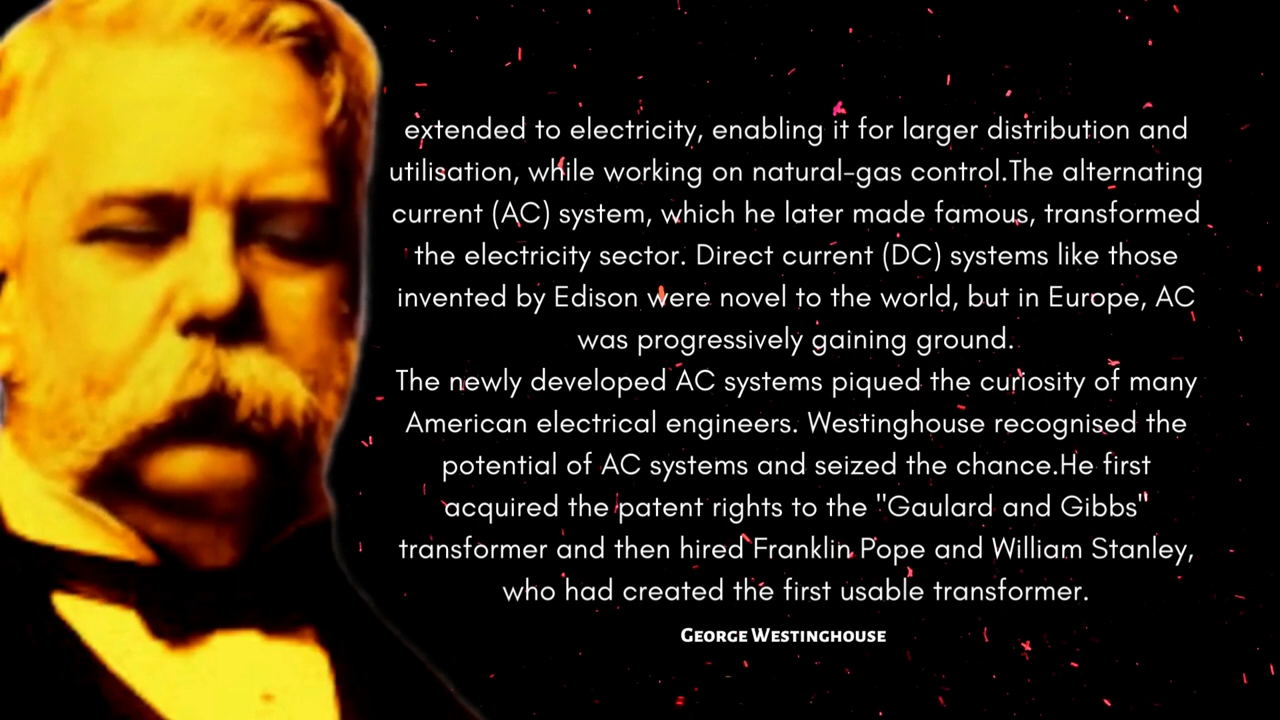 extended to electricity, enabling it for larger distribution and
utilisation, while working on natural-gas control.The alternating
current (AC) system, which he later made famous, transformed
the electricity sector. Direct current (DC) systems like those
invented by Edison were novel to the world, but in Europe, AC
was progressively gaining ground.
The newly developed AC systems piqued the curiosity of many
American electrical engineers. Westinghouse recognised the
potential of AC systems and seized the chance.He first
acquired the patent rights to the "Gaulard and Gibbs"
transformer and then hired Franklin Pope and William Stanley,
who had created the first usable transformer.
George Westinghouse